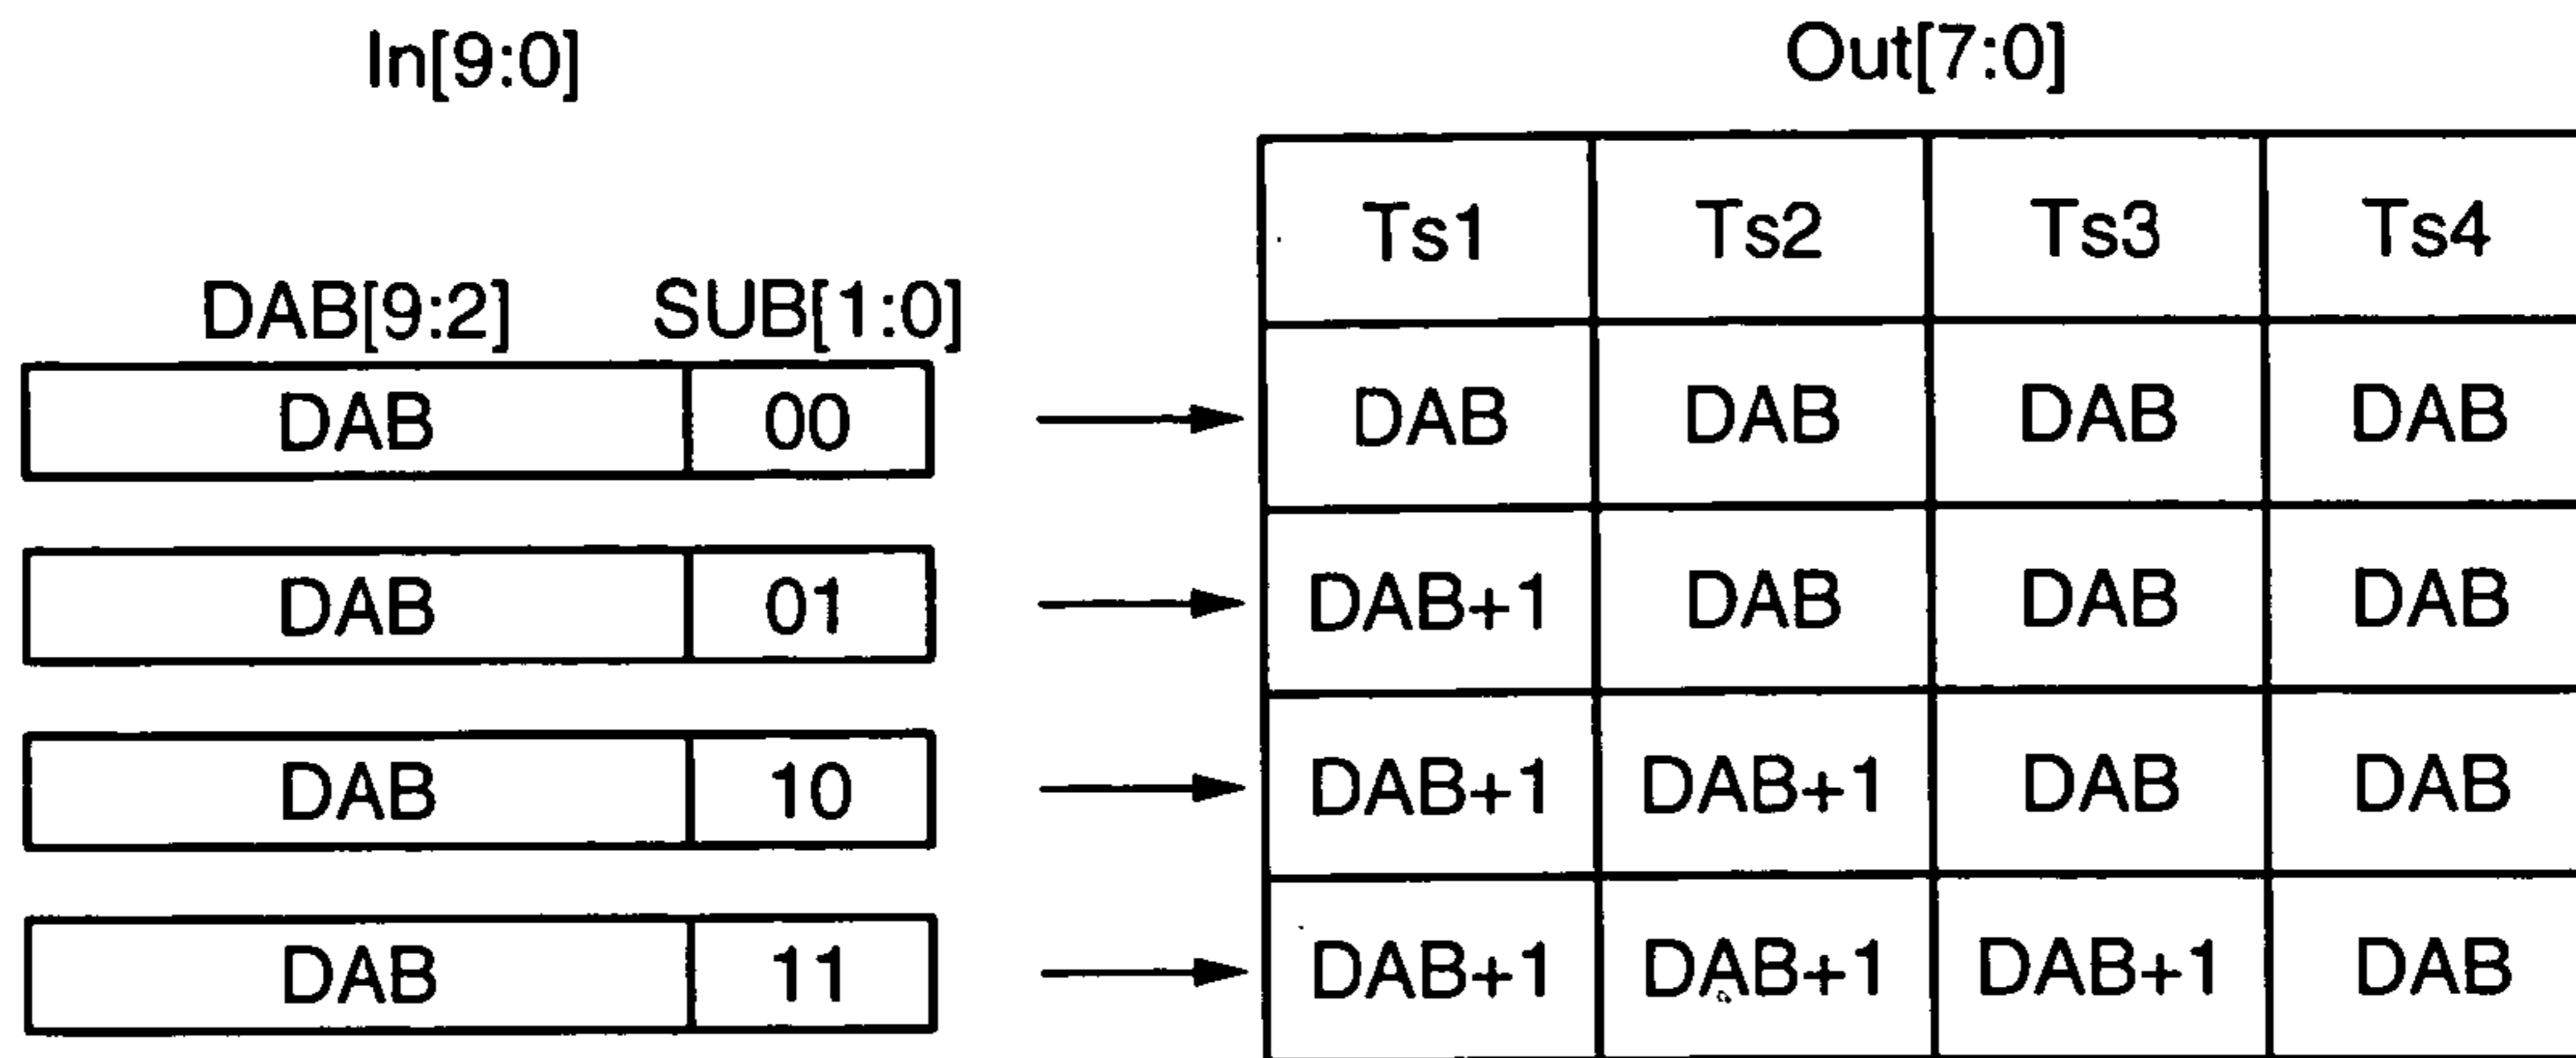 In[9:0] Out[7:0]
Ts1 Ts2 Ts3 Ts4
DAB[9:2] SUB[1:0]
DAB 00 DAB DAB DAB DAB
DAB 01 DAB+1 DAB DAB DAB
DAB 10 DAB+1 DAB+1 DAB DAB
DAB 11 DAB+1 DAB+1 DAB+1 DAB